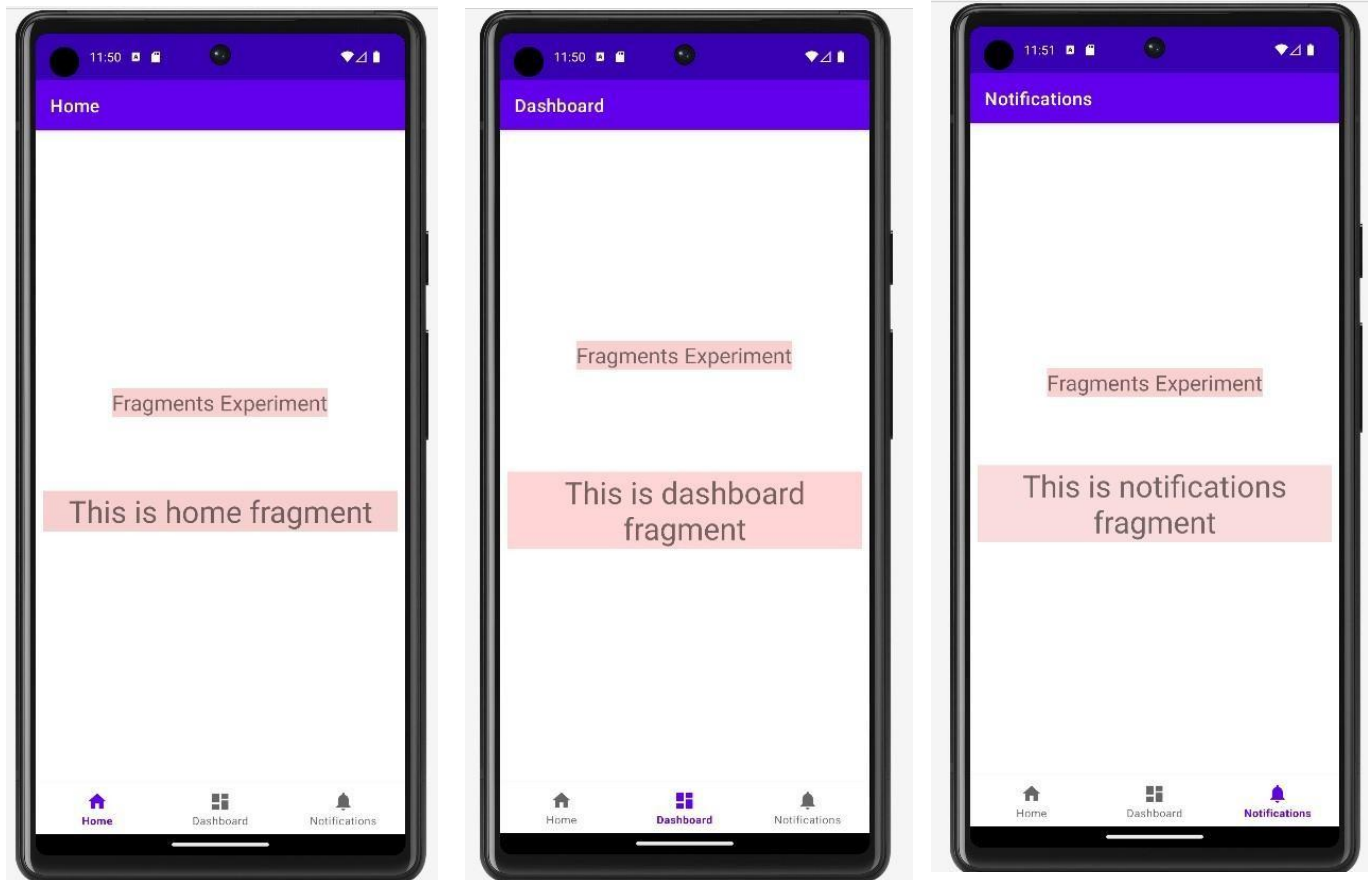 11:50
Home
Fragments Experiment
This is home fragment
Home
Dashboard
Notifications
11:50
Dashboard
Fragments Experiment
This is dashboard
fragment
Home
Dashboard
Notifications
11:51
Notifications
Fragments Experiment
This is notifications
fragment
Home
Dashboard
Notifications